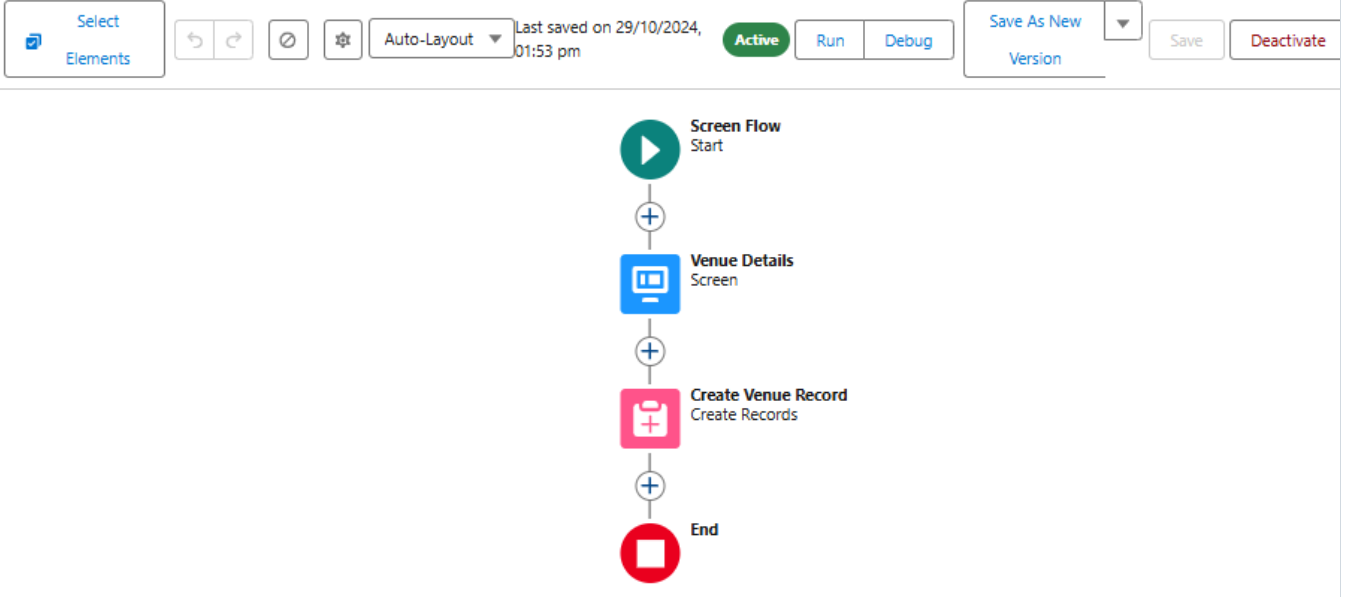 Select
Elements
Auto-Layout
Last saved on 29/10/2024,
01:53 pm
Active
Run
Debug
Save As New
Version
Save
Deactivate
Screen Flow
Start
Venue Details
Screen
Create Venue Record
Create Records
End